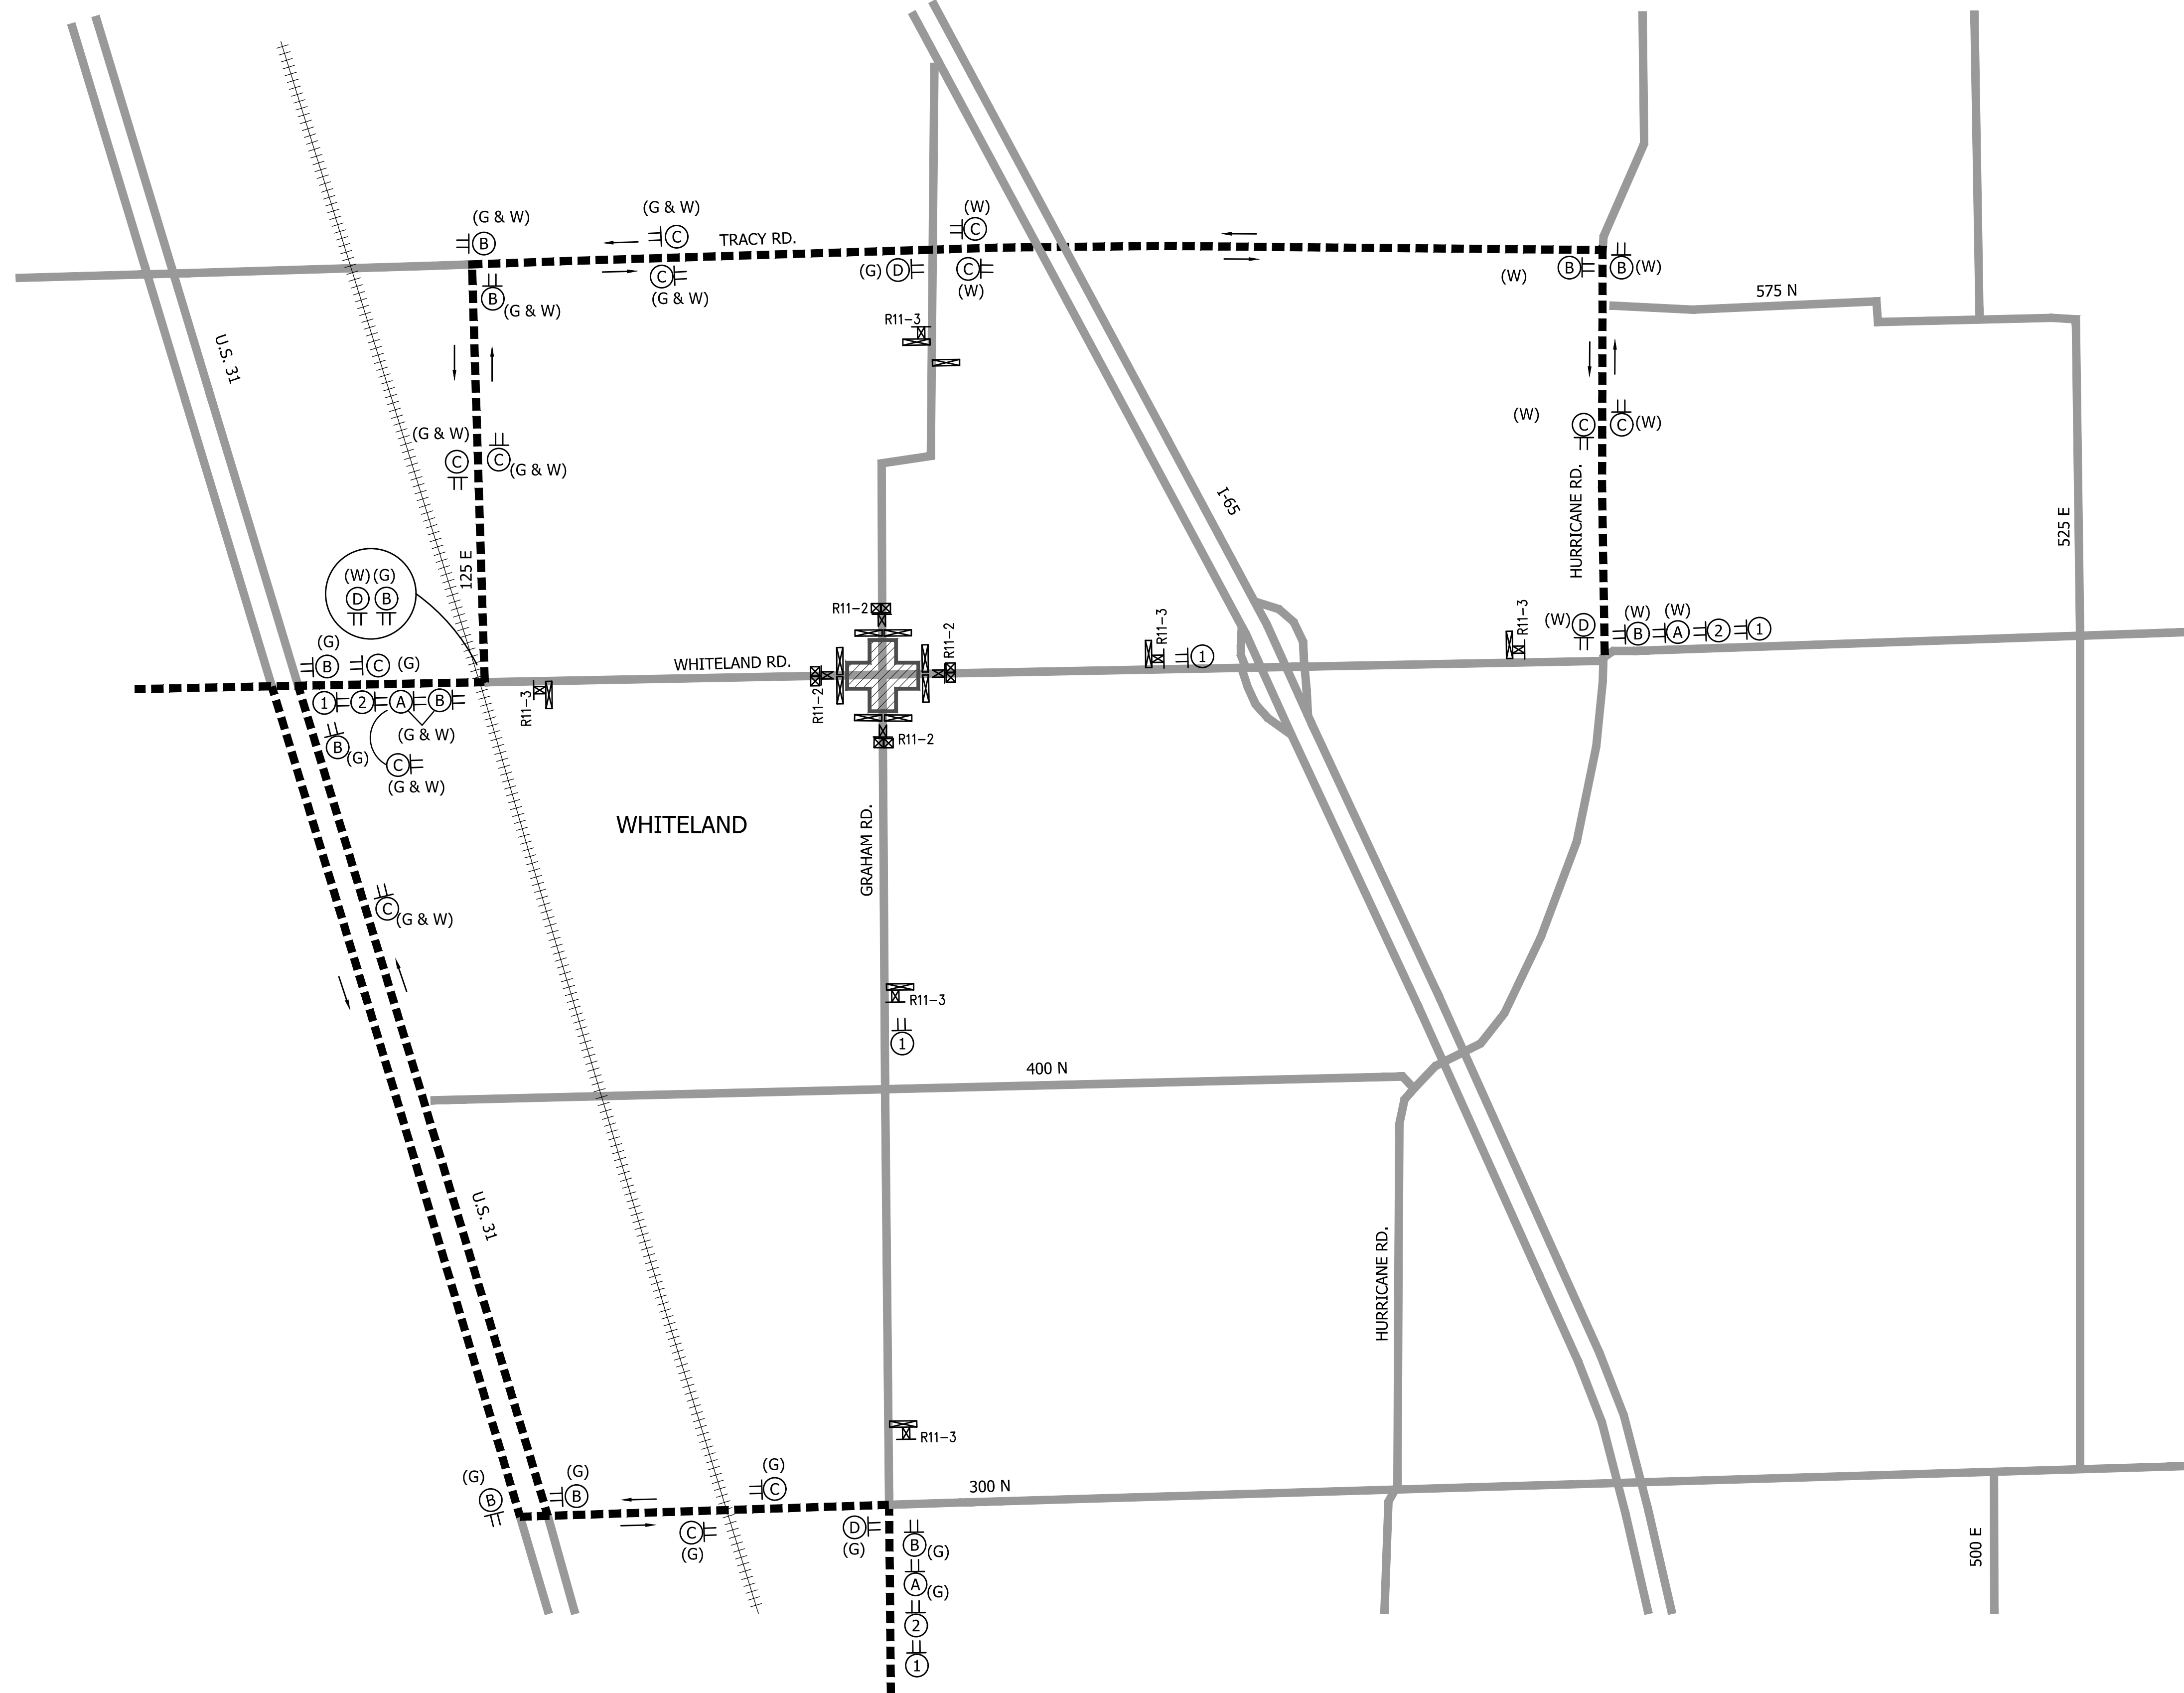 (W)
C
(G & W)
(G & W)
B
C
TRACY RD.
(G) D
C
(W)
(W)
B
B (W)
B
(G & W)
C
(G & W)
575 N
R11-3
U.S. 31
(G & W)
C
C
(G & W)
(W)
C
C (W)
I-65
HURRICANE RD.
525 E
125 E
(W) (G)
D B
R11-2
R11-2
R11-3
R11-3
(W) D
(W)
(W)
B A 2 1
(G)
B C (G)
WHITELAND RD.
1
1 2 A B
R11-3
R11-2
(G & W)
B (G)
R11-2
C
(G & W)
WHITELAND
GRAHAM RD.
C (G & W)
R11-3
1
400 N
U.S. 31
HURRICANE RD.
R11-3
(G)
B
(G)
B
(G)
C
300 N
C
(G)
D
(G)
B (G)
A (G)
2
1
500 E